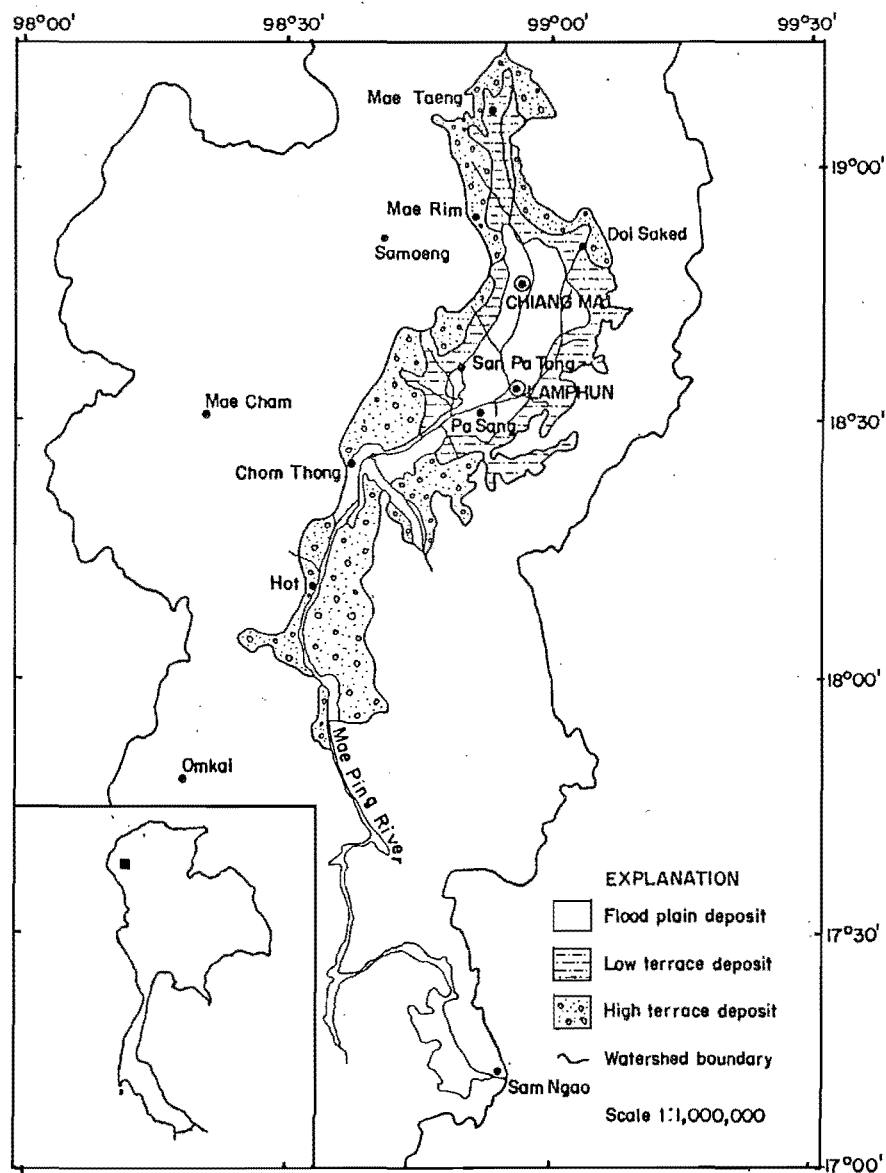 98°00' 98°30' 99°00' 99°30'
Mae Taeng
19°00'
Mae Rim
Doi Saked
Samoeng
CHIANG MAI
San Pa Tong
Mae Cham
LAMPHUN
18°30'
Pa Sang
Chom Thong
Hot
18°00'
Omkai
Mae Ping River
EXPLANATION
Flood plain deposit
17°30'
Low terrace deposit
High terrace deposit
Watershed boundary
Sam Ngao
Scale 1:1,000,000
17°00'